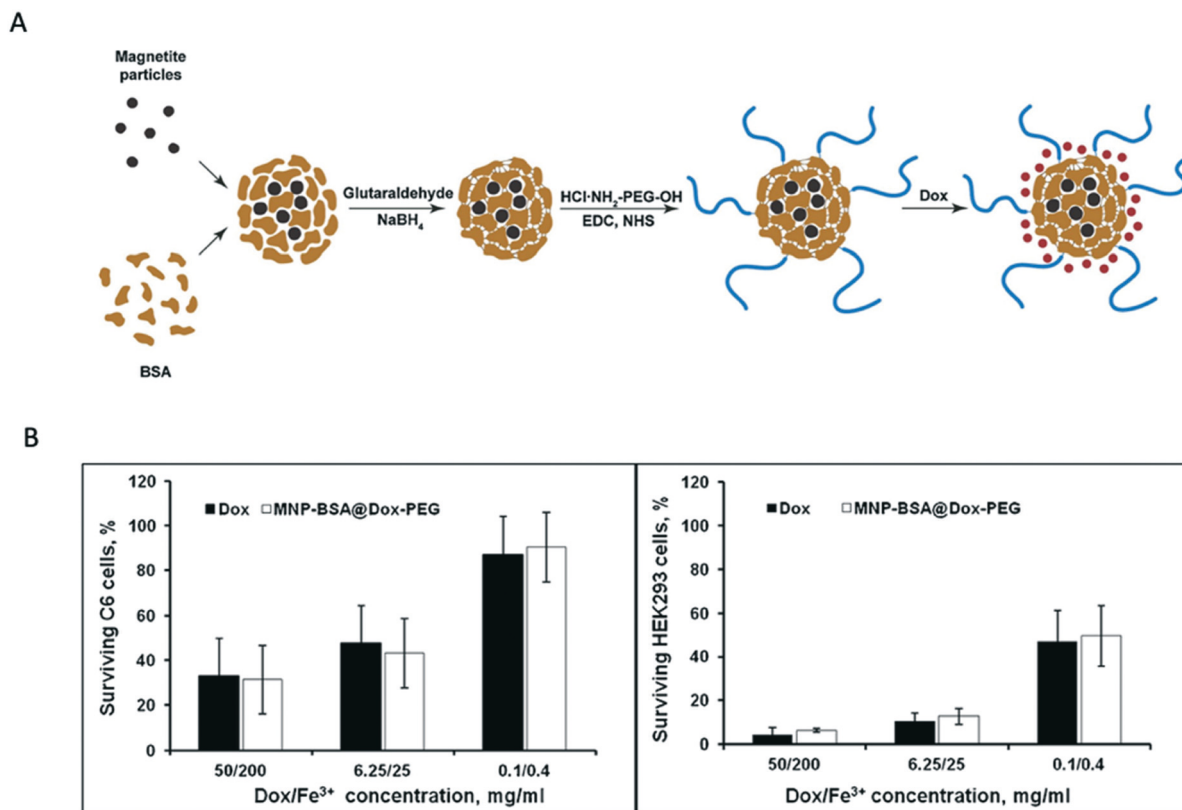 A
Magnetite
particles
BSA
Glutaraldehyde
NaBH₄
HCl·NH₂-PEG-OH
EDC, NHS
Dox
B
Surviving C6 cells, %
120
100
80
60
40
20
0
Dox MNP-BSA@Dox-PEG
50/200 6.25/25 0.1/0.4
Surviving HEK293 cells, %
120
100
80
60
40
20
0
Dox MNP-BSA@Dox-PEG
50/200 6.25/25 0.1/0.4
Dox/Fe³⁺ concentration, mg/ml Dox/Fe³⁺ concentration, mg/ml